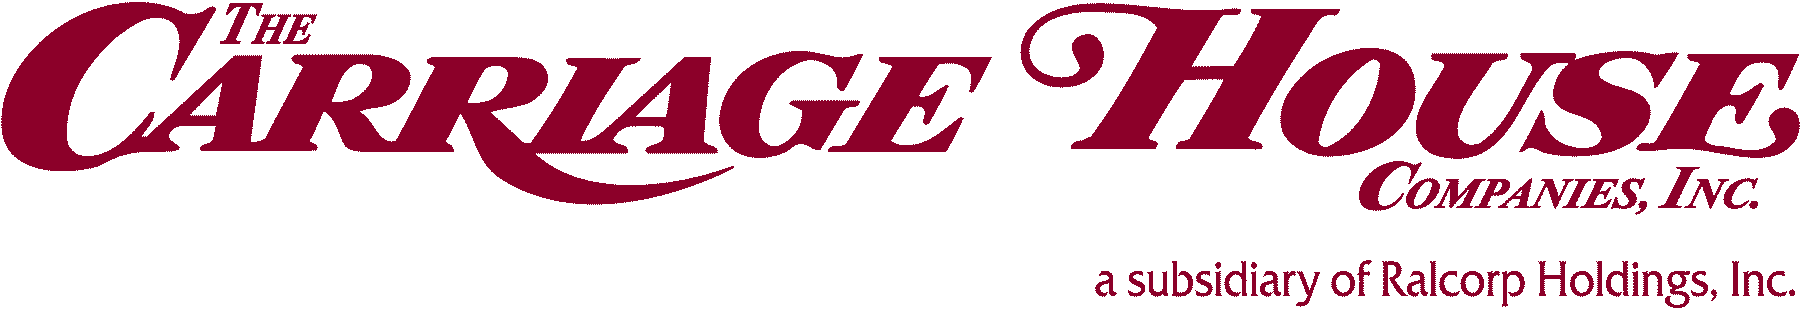 THE
CARRIAGE HOUSE
COMPANIES, INC.
a subsidiary of Ralcorp Holdings, Inc.